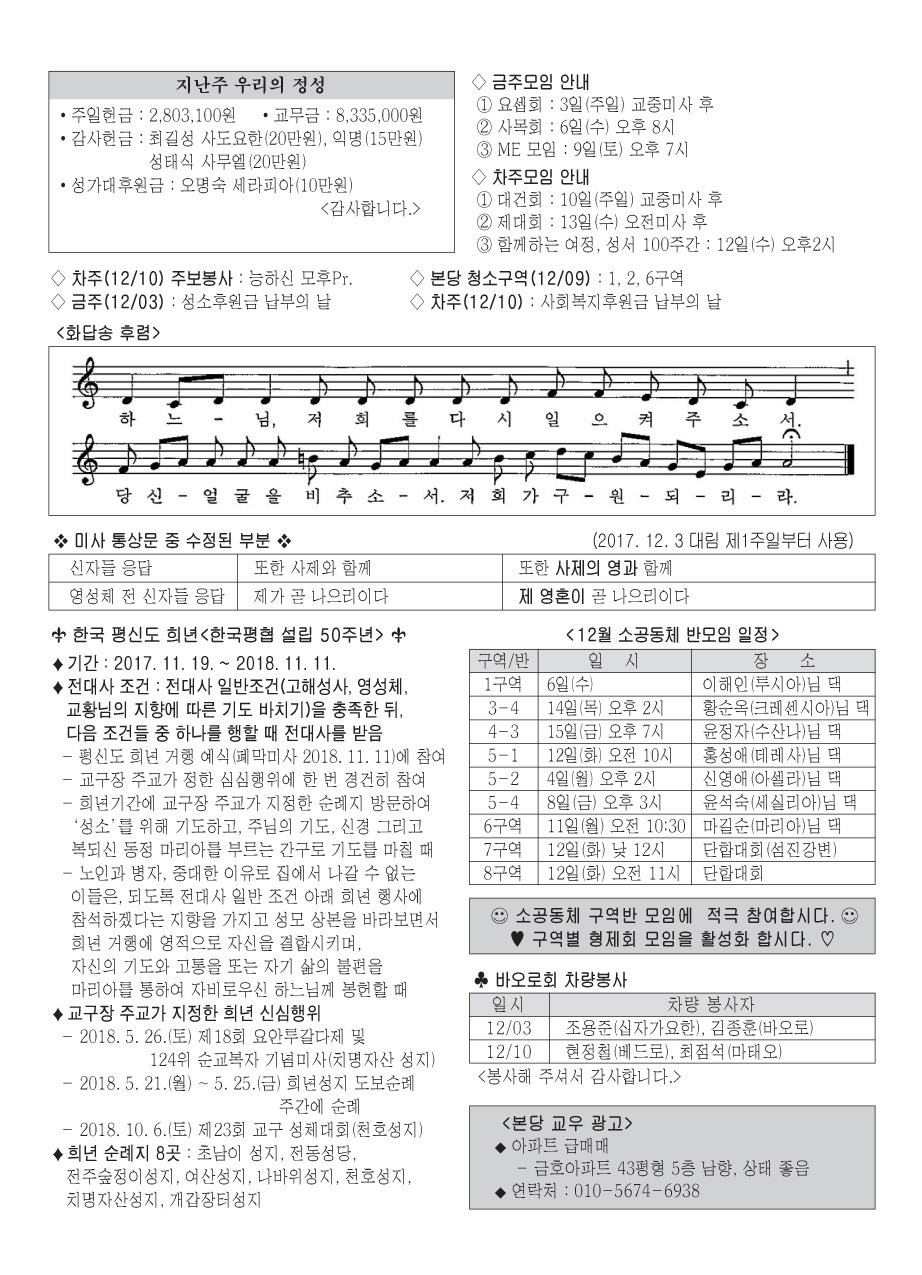 지난주 우리의 정성
• 주일헌금 : 2,803,100원 • 교무금 : 8,335,000원
• 감사헌금 : 최길성 사도요한(20만원), 익명(15만원)
성태식 사무엘(20만원)
• 성가대후원금 : 오명숙 세라피아(10만원)
<감사합니다.>
◇ 금주모임 안내
① 요셉회 : 3일(주일) 교중미사 후
② 사목회 : 6일(수) 오후 8시
③ ME 모임 : 9일(토) 오후 7시
◇ 차주모임 안내
① 대건회 : 10일(주일) 교중미사 후
② 제대회 : 13일(수) 오전미사 후
③ 함께하는 여정, 성서 100주간 : 12일(수) 오후2시
◇ 차주(12/10) 주보봉사 : 능하신 모후Pr.
◇ 본당 청소구역(12/09) : 1, 2, 6구역
◇ 금주(12/03) : 성소후원금 납부의 날
◇ 차주(12/10) : 사회복지후원금 납부의 날
<화답송 후렴>
하 느 - 님, 저 희 를 다 시 일 으 켜 주 소 서.
당 신 - 얼 굴 을 비 추 소 - 서. 저 희 가 구 - 원 - 되 - 리 - 라.
❖ 미사 통상문 중 수정된 부분 ❖ (2017. 12. 3 대림 제1주일부터 사용)
신자들 응답 또한 사제와 함께 또한 사제의 영과 함께
영성체 전 신자들 응답 제가 곧 나으리이다 제 영혼이 곧 나으리이다
✢ 한국 평신도 희년<한국평협 설립 50주년> ✢
♦ 기간 : 2017. 11. 19. ~ 2018. 11. 11.
♦ 전대사 조건 : 전대사 일반조건(고해성사, 영성체,
교황님의 지향에 따른 기도 바치기)을 충족한 뒤,
다음 조건들 중 하나를 행할 때 전대사를 받음
- 평신도 희년 거행 예식(폐막미사 2018. 11. 11)에 참여
- 교구장 주교가 정한 심심행위에 한 번 경건히 참여
- 희년기간에 교구장 주교가 지정한 순례지 방문하여
‘성소’를 위해 기도하고, 주님의 기도, 신경 그리고
복되신 동정 마리아를 부르는 간구로 기도를 마칠 때
- 노인과 병자, 중대한 이유로 집에서 나갈 수 없는
이들은, 되도록 전대사 일반 조건 아래 희년 행사에
참석하겠다는 지향을 가지고 성모 상본을 바라보면서
희년 거행에 영적으로 자신을 결합시키며,
자신의 기도와 고통을 또는 자기 삶의 불편을
마리아를 통하여 자비로우신 하느님께 봉헌할 때
♦ 교구장 주교가 지정한 희년 신심행위
- 2018. 5. 26.(토) 제18회 요안루갈다제 및
124위 순교복자 기념미사(치명자산 성지)
- 2018. 5. 21.(월) ~ 5. 25.(금) 희년성지 도보순례
주간에 순례
- 2018. 10. 6.(토) 제23회 교구 성체대회(천호성지)
♦ 희년 순례지 8곳 : 초남이 성지, 전동성당,
전주숲정이성지, 여산성지, 나바위성지, 천호성지,
치명자산성지, 개갑장터성지
<12월 소공동체 반모임 일정>
구역/반 일 시 장 소
1구역 6일(수) 이해인(루시아)님 댁
3-4 14일(목) 오후 2시 황순옥(크레센시아)님 댁
4-3 15일(금) 오후 7시 윤정자(수산나)님 댁
5-1 12일(화) 오전 10시 홍성애(테레사)님 댁
5-2 4일(월) 오후 2시 신영애(아셀라)님 댁
5-4 8일(금) 오후 3시 윤석숙(세실리아)님 댁
6구역 11일(월) 오전 10:30 마길순(마리아)님 댁
7구역 12일(화) 낮 12시 단합대회(섬진강변)
8구역 12일(화) 오전 11시 단합대회
☺ 소공동체 구역반 모임에 적극 참여합시다. ☺
♥ 구역별 형제회 모임을 활성화 합시다. ♡
♣ 바오로회 차량봉사
일시 차량 봉사자
12/03 조용준(십자가요한), 김종훈(바오로)
12/10 현정철(베드로), 최점석(마태오)
<봉사해 주셔서 감사합니다.>
<본당 교우 광고>
◆ 아파트 급매매
- 금호아파트 43평형 5층 남향, 상태 좋음
◆ 연락처 : 010-5674-6938